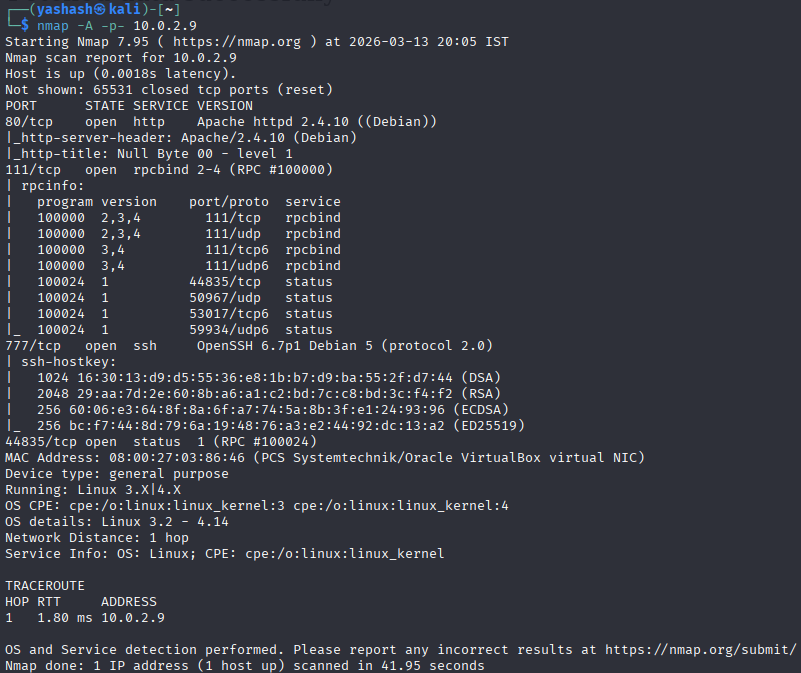 ┌──(yashash㉿kali)-[~]
└─$ nmap -A -p- 10.0.2.9
Starting Nmap 7.95 ( https://nmap.org ) at 2026-03-13 20:05 IST
Nmap scan report for 10.0.2.9
Host is up (0.0018s latency).
Not shown: 65531 closed tcp ports (reset)
PORT      STATE SERVICE VERSION
80/tcp    open  http    Apache httpd 2.4.10 ((Debian))
|_http-server-header: Apache/2.4.10 (Debian)
|_http-title: Null Byte 00 - level 1
111/tcp   open  rpcbind 2-4 (RPC #100000)
| rpcinfo:
|   program version    port/proto  service
|   100000  2,3,4        111/tcp   rpcbind
|   100000  2,3,4        111/udp   rpcbind
|   100000  3,4          111/tcp6  rpcbind
|   100000  3,4          111/udp6  rpcbind
|   100024  1          44835/tcp   status
|   100024  1          50967/udp   status
|   100024  1          53017/tcp6  status
|_  100024  1          59934/udp6  status
777/tcp   open  ssh     OpenSSH 6.7p1 Debian 5 (protocol 2.0)
| ssh-hostkey:
|   1024 16:30:13:d9:d5:55:36:e8:1b:b7:d9:ba:55:2f:d7:44 (DSA)
|   2048 29:aa:7d:2e:60:8b:a6:a1:c2:bd:7c:c8:bd:3c:f4:f2 (RSA)
|   256 60:06:e3:64:8f:8a:6f:a7:74:5a:8b:3f:e1:24:93:96 (ECDSA)
|_  256 bc:f7:44:8d:79:6a:19:48:76:a3:e2:44:92:dc:13:a2 (ED25519)
44835/tcp open  status  1 (RPC #100024)
MAC Address: 08:00:27:03:86:46 (PCS Systemtechnik/Oracle VirtualBox virtual NIC)
Device type: general purpose
Running: Linux 3.X|4.X
OS CPE: cpe:/o:linux:linux_kernel:3 cpe:/o:linux:linux_kernel:4
OS details: Linux 3.2 - 4.14
Network Distance: 1 hop
Service Info: OS: Linux; CPE: cpe:/o:linux:linux_kernel

TRACEROUTE
HOP RTT     ADDRESS
1   1.80 ms 10.0.2.9

OS and Service detection performed. Please report any incorrect results at https://nmap.org/submit/
Nmap done: 1 IP address (1 host up) scanned in 41.95 seconds